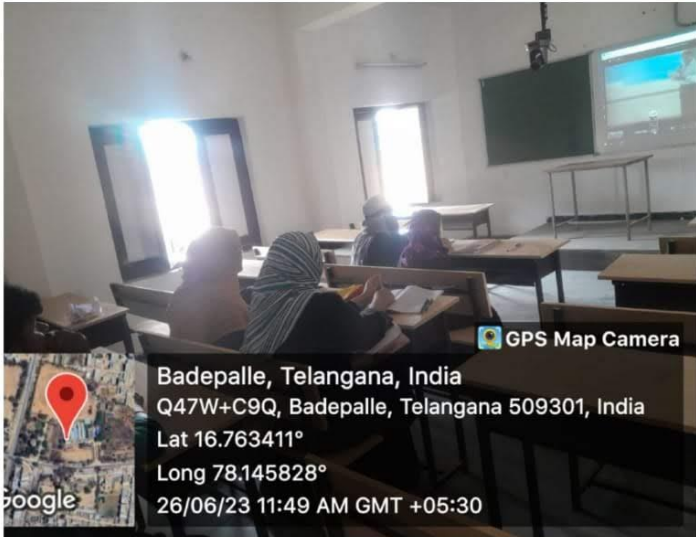 GPS Map Camera
Badepalle, Telangana, India
Q47W+C9Q, Badepalle, Telangana 509301, India
Lat 16.763411°
Long 78.145828°
26/06/23 11:49 AM GMT +05:30
Google